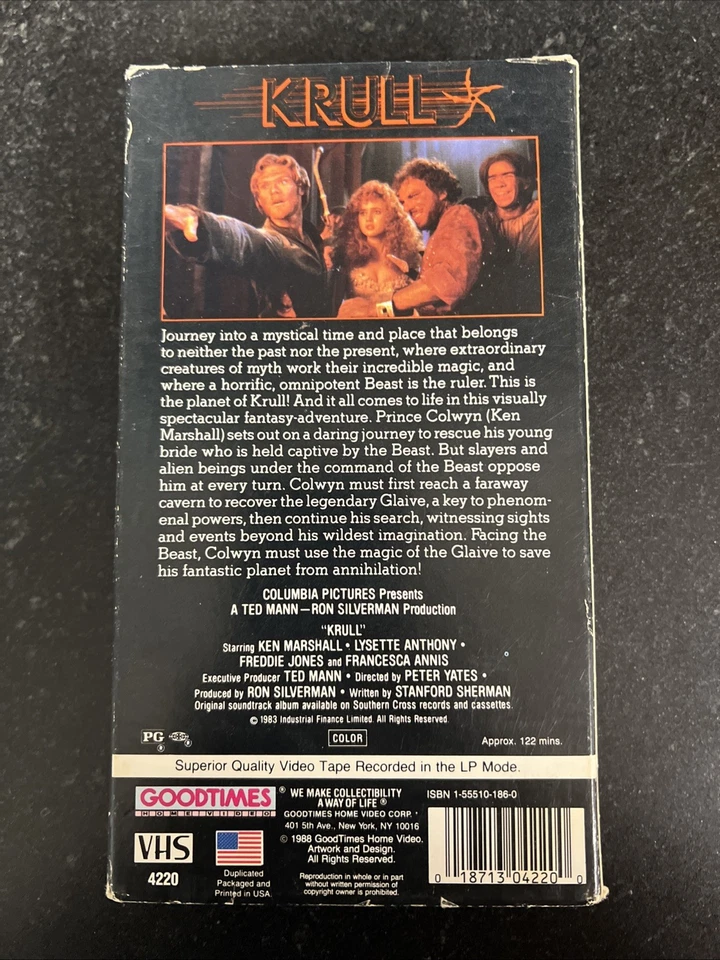 KRULL
Journey into a mystical time and place that belongs
to neither the past nor the present, where extraordinary
creatures of myth work their incredible magic, and
where a horrific, omnipotent Beast is the ruler. This is
the planet of Krull! And it all comes to life in this visually
spectacular fantasy-adventure. Prince Colwyn (Ken
Marshall) sets out on a daring journey to rescue his young
bride who is held captive by the Beast. But slayers and
alien beings under the command of the Beast oppose
him at every turn. Colwyn must first reach a faraway
cavern to recover the legendary Glaive, a key to phenom-
enal powers, then continue his search, witnessing sights
and events beyond his wildest imagination. Facing the
Beast, Colwyn must use the magic of the Glaive to save
his fantastic planet from annihilation!
COLUMBIA PICTURES Presents
A TED MANN—RON SILVERMAN Production
"KRULL"
Starring KEN MARSHALL • LYSETTE ANTHONY •
FREDDIE JONES and FRANCESCA ANNIS
Executive Producer TED MANN • Directed by PETER YATES •
Produced by RON SILVERMAN • Written by STANFORD SHERMAN
Original soundtrack album available on Southern Cross records and cassettes.
© 1983 Industrial Finance Limited. All Rights Reserved.
PG ®
COLOR
Approx. 122 mins.
Superior Quality Video Tape Recorded in the LP Mode.
GOODTIMES ®
HOME VIDEO
WE MAKE COLLECTIBILITY
A WAY OF LIFE ®
GOODTIMES HOME VIDEO CORP.
401 5th Ave., New York, NY 10016
© 1988 GoodTimes Home Video.
Artwork and Design.
All Rights Reserved.
Reproduction in whole or in part
without written permission of
copyright owner is prohibited.
VHS
4220
Duplicated
Packaged and
Printed in USA.
ISBN 1-55510-186-0
0 18713 04220 0